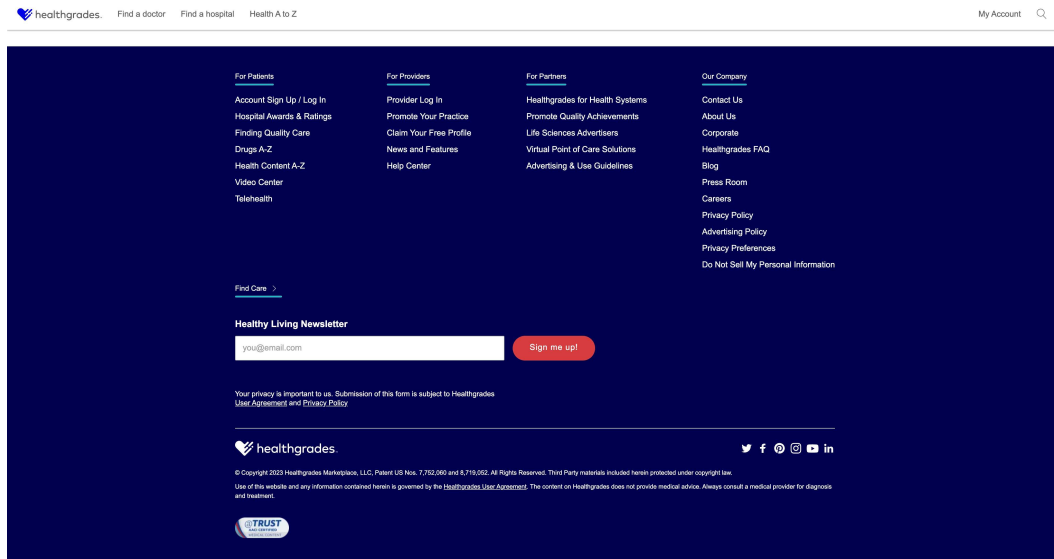 healthgrades. Find a doctor Find a hospital Health A to Z My Account
For Patients
Account Sign Up / Log In
Hospital Awards & Ratings
Finding Quality Care
Drugs A-Z
Health Content A-Z
Video Center
Telehealth
For Providers
Provider Log In
Promote Your Practice
Claim Your Free Profile
News and Features
Help Center
For Partners
Healthgrades for Health Systems
Promote Quality Achievements
Life Sciences Advertisers
Virtual Point of Care Solutions
Advertising & Use Guidelines
Our Company
Contact Us
About Us
Corporate
Healthgrades FAQ
Blog
Press Room
Careers
Privacy Policy
Advertising Policy
Privacy Preferences
Do Not Sell My Personal Information
Find Care >
Healthy Living Newsletter
you@email.com Sign me up!
Your privacy is important to us. Submission of this form is subject to Healthgrades
User Agreement and Privacy Policy
healthgrades.
© Copyright 2023 Healthgrades Marketplace, LLC, Patent US Nos. 7,752,060 and 8,719,052. All Rights Reserved. Third Party materials included herein protected under copyright law.
Use of this website and any information contained herein is governed by the Healthgrades User Agreement. The content on Healthgrades does not provide medical advice. Always consult a medical provider for diagnosis
and treatment.
@TRUST
HAGI CERTIFIED
MEDICAL CONTENT